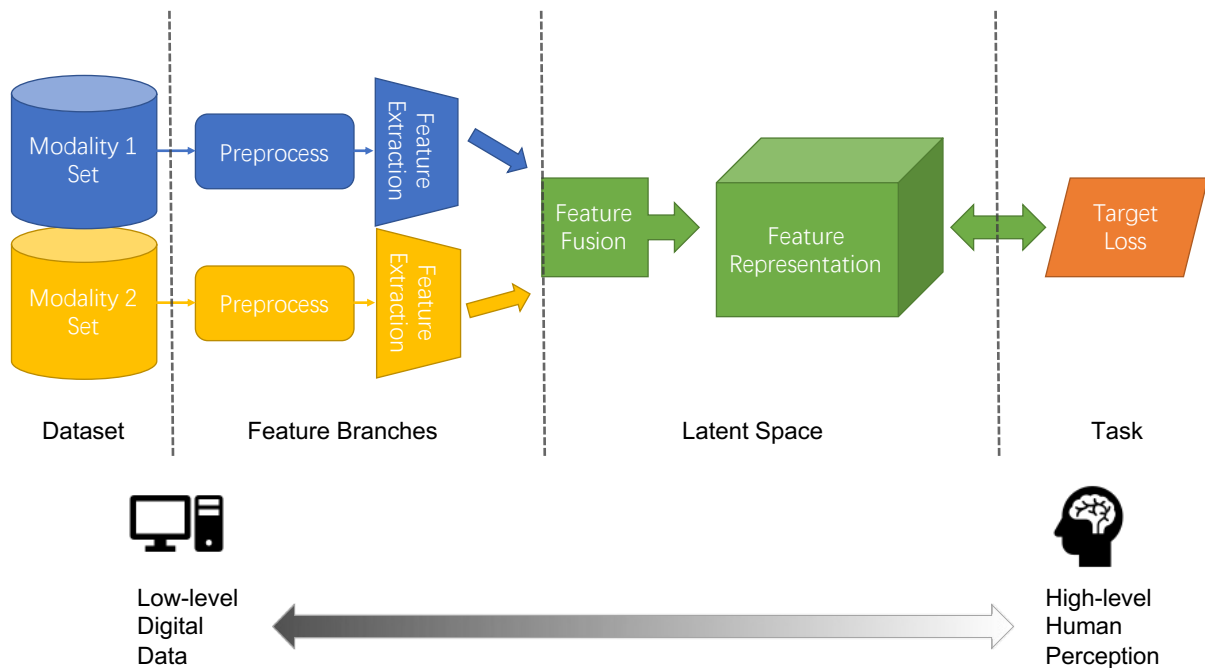 Modality 1
Set
Preprocess
Feature
Extraction
Modality 2
Set
Preprocess
Feature
Extraction
Feature
Fusion
Feature
Representation
Target
Loss
Dataset
Feature Branches
Latent Space
Task
Low-level
Digital
Data
High-level
Human
Perception